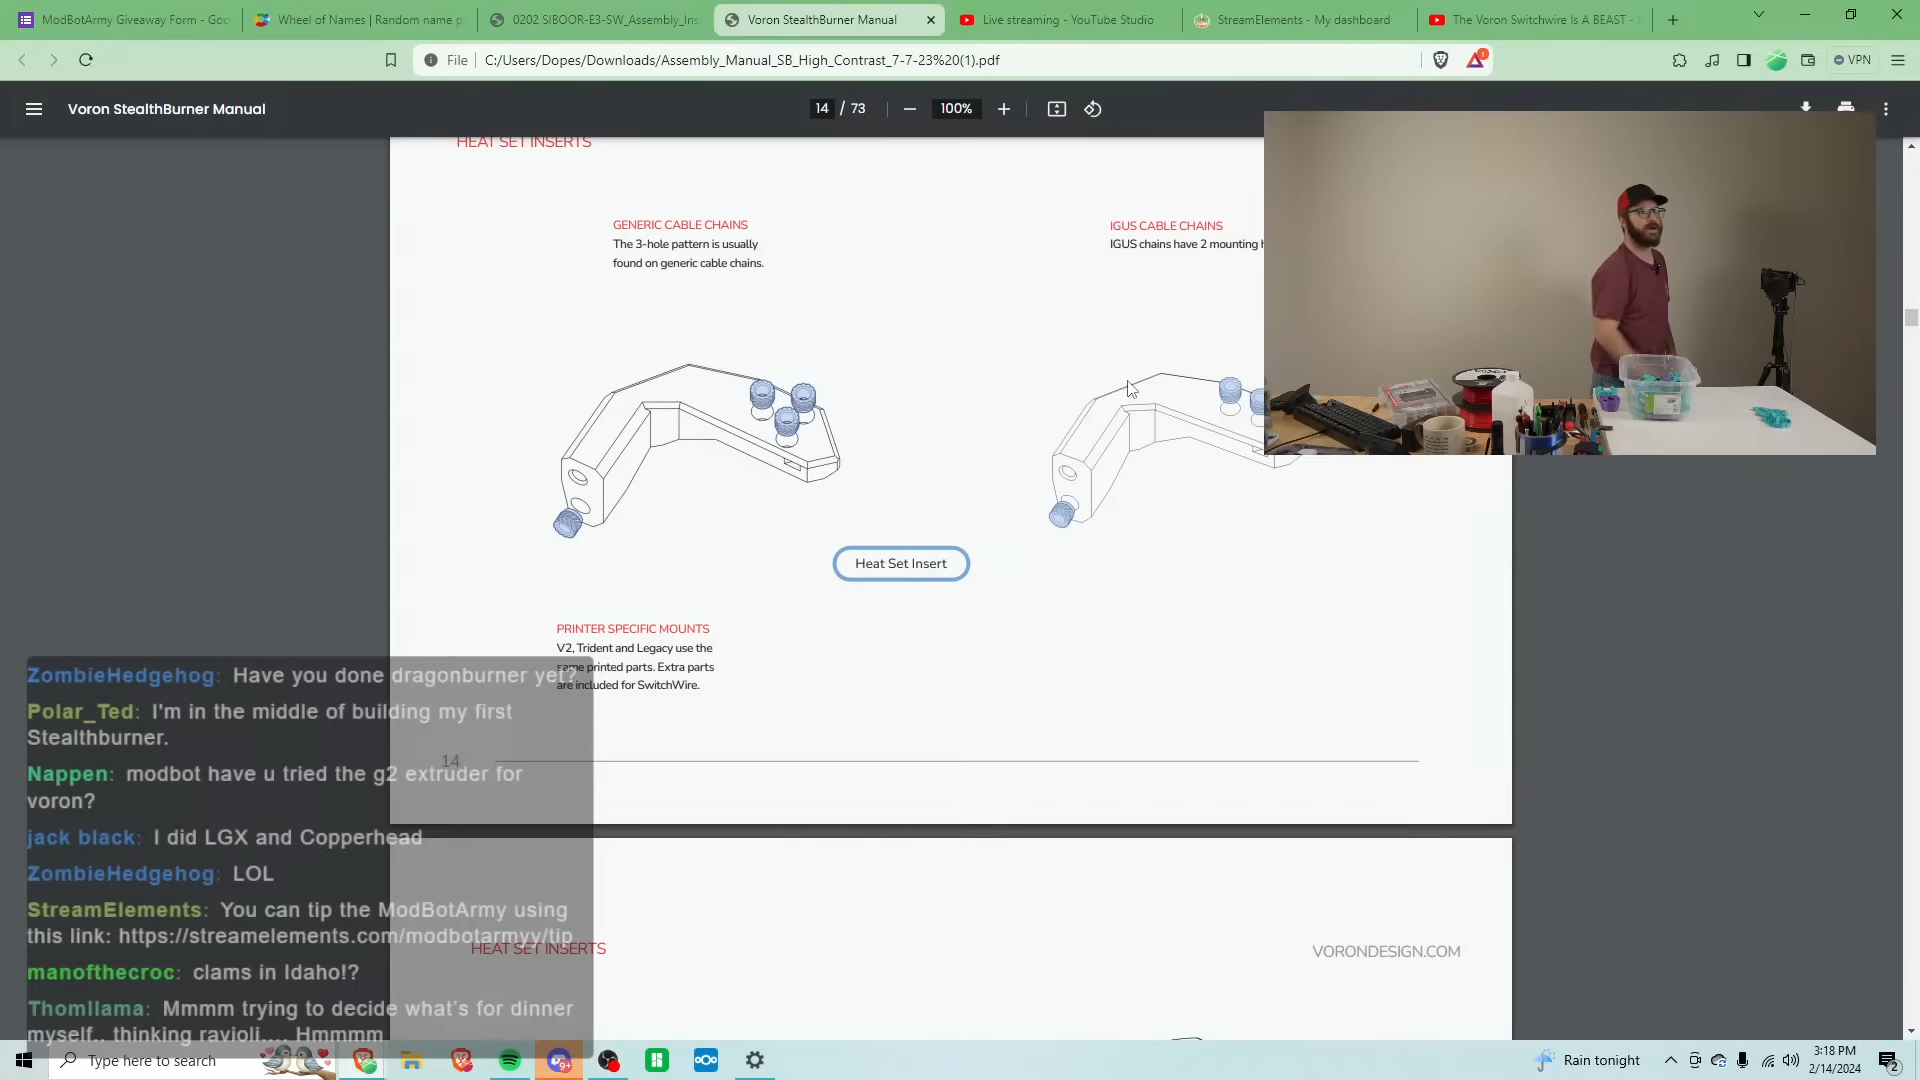 ModBotArmy Giveaway Form - Goo
Wheel of Names | Random name p
0202 SIBOOR-E3-SW_Assembly_Ins
Voron StealthBurner Manual
Live streaming - YouTube Studio
StreamElements - My dashboard
The Voron Switchwire Is A BEAST -
File
C:/Users/Dopes/Downloads/Assembly_Manual_SB_High_Contrast_7-7-23%20(1).pdf
1
VPN
Voron StealthBurner Manual
14 / 73
100%
HEAT SET INSERTS
GENERIC CABLE CHAINS
The 3-hole pattern is usually
found on generic cable chains.
IGUS CABLE CHAINS
IGUS chains have 2 mounting
Heat Set Insert
PRINTER SPECIFIC MOUNTS
V2, Trident and Legacy use the
same printed parts. Extra parts
are included for SwitchWire.
14
HEAT SET INSERTS
VORONDESIGN.COM
ZombieHedgehog: Have you done dragonburner yet?
Polar_Ted: I'm in the middle of building my first
Stealthburner.
Nappen: modbot have u tried the g2 extruder for
voron?
jack black: I did LGX and Copperhead
ZombieHedgehog: LOL
StreamElements: You can tip the ModBotArmy using
this link: https://streamelements.com/modbotarmyy/tip
manofthecroc: clams in Idaho!?
Thomllama: Mmmm trying to decide what's for dinner
myself.. thinking ravioli.... Hmmmm
Type here to search
9+
Rain tonight
3:18 PM
2/14/2024
2